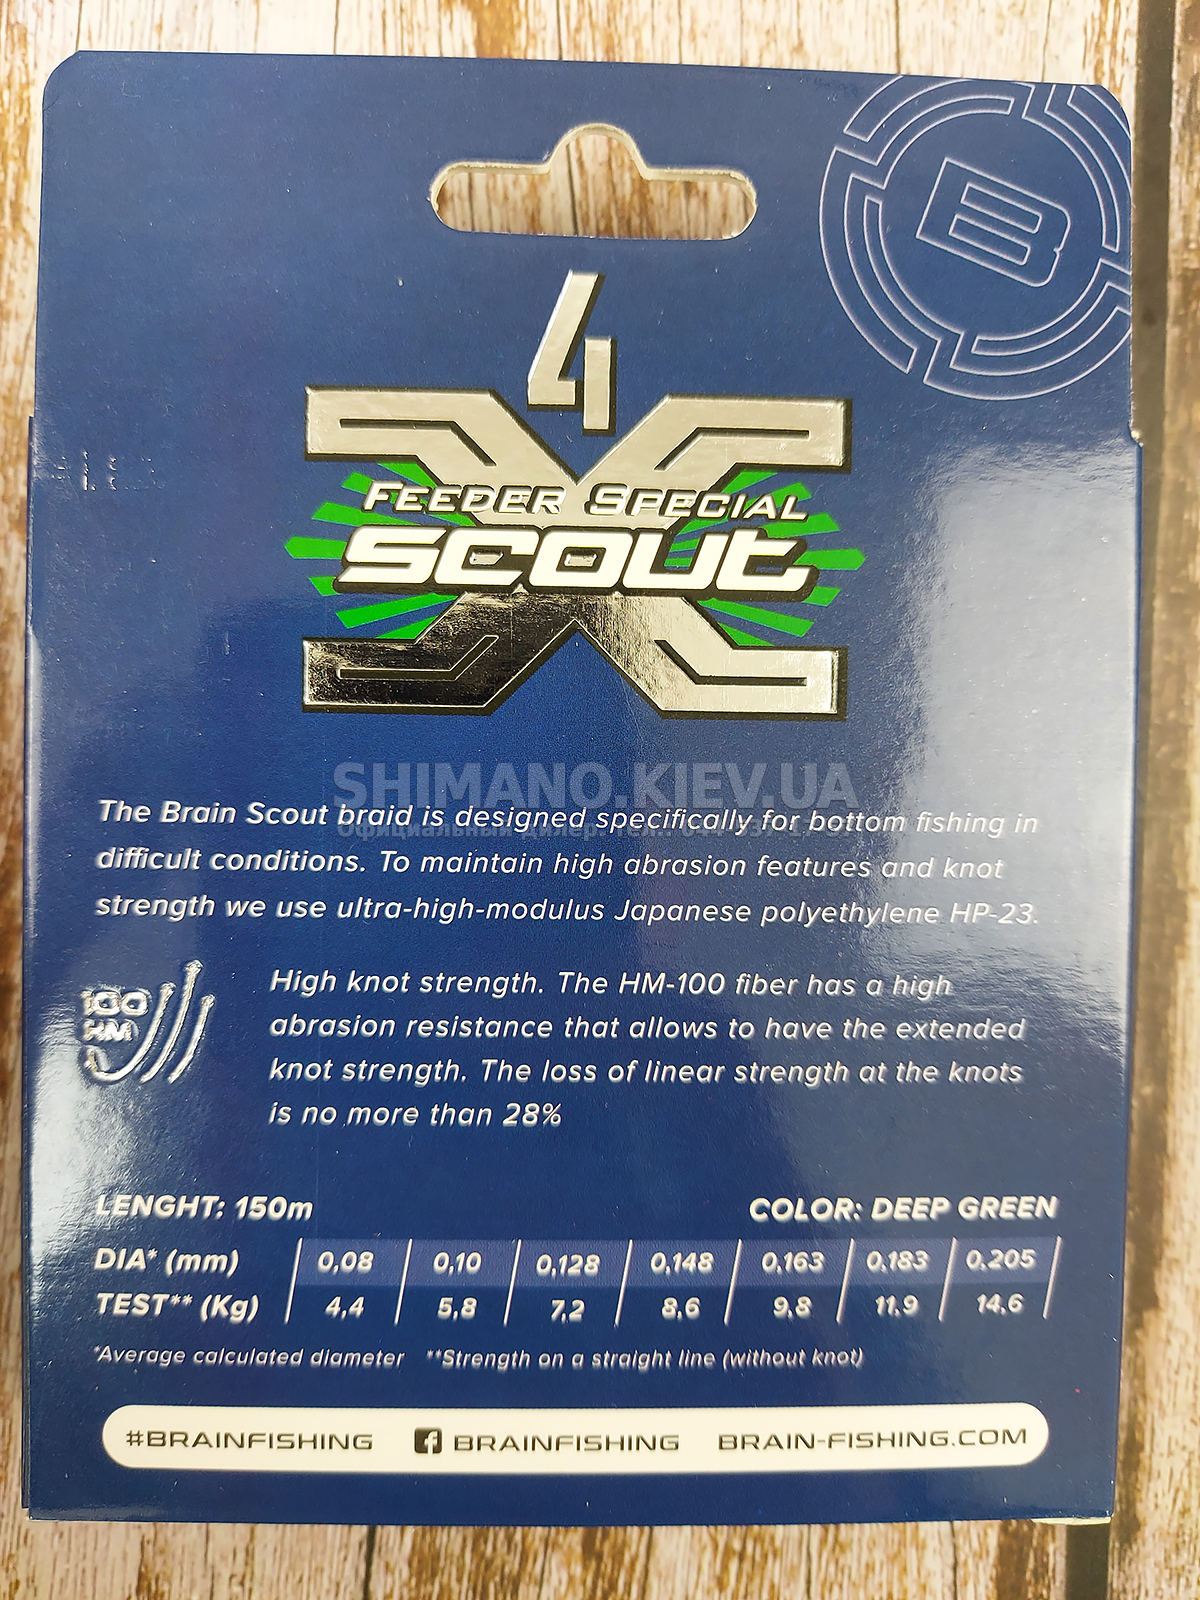 B
4
X
FEEDER SPECIAL
SCOUT
SHIMANO.KIEV.UA
Официальный дилер.
The Brain Scout braid is designed specifically for bottom fishing in
difficult conditions. To maintain high abrasion features and knot
strength we use ultra-high-modulus Japanese polyethylene HP-23.
100
HM
High knot strength. The HM-100 fiber has a high
abrasion resistance that allows to have the extended
knot strength. The loss of linear strength at the knots
is no more than 28%
LENGHT: 150m COLOR: DEEP GREEN
DIA* (mm) 0,08 0,10 0,128 0,148 0,163 0,183 0,205
TEST** (Kg) 4,4 5,8 7,2 8,6 9,8 11,9 14,6
*Average calculated diameter **Strength on a straight line (without knot)
#BRAINFISHING f BRAINFISHING BRAIN-FISHING.COM